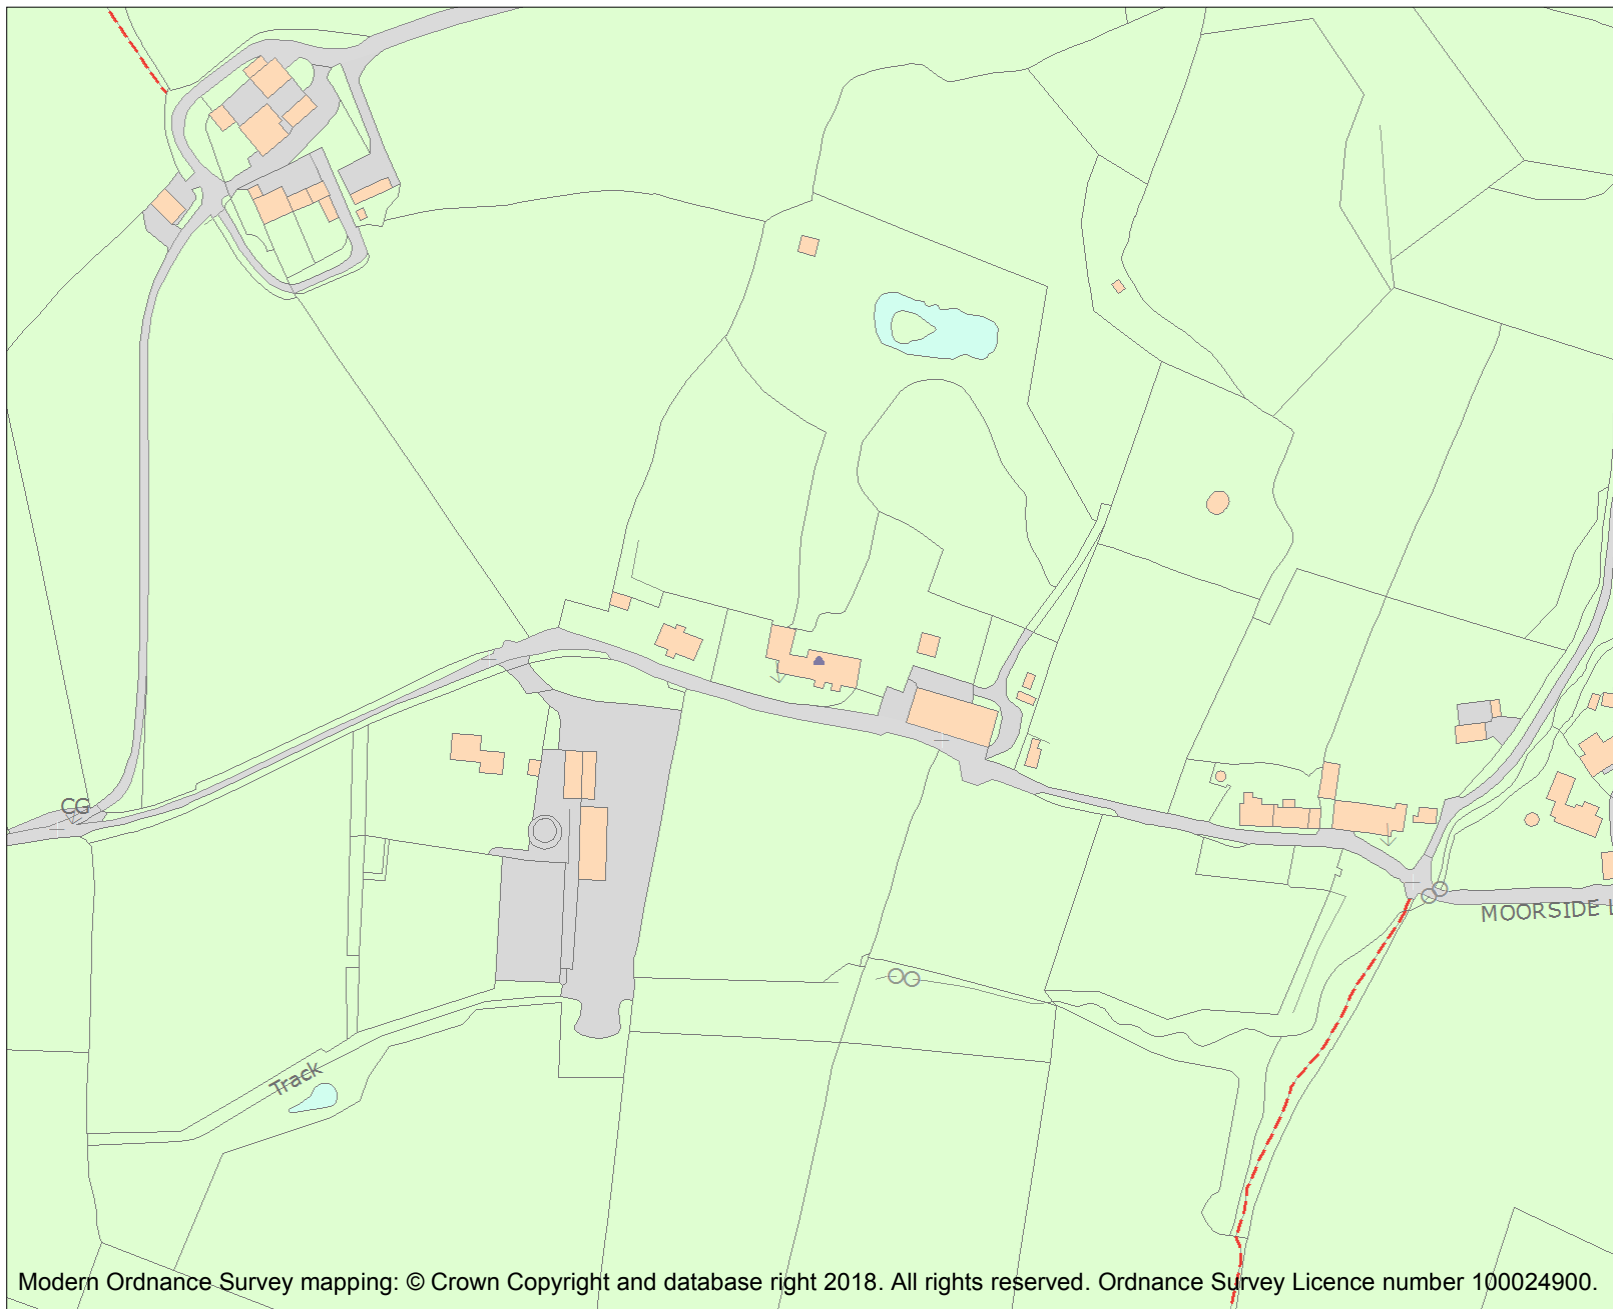 CG
MOORSIDE L
Track
Modern Ordnance Survey mapping: © Crown Copyright and database right 2018. All rights reserved. Ordnance Survey Licence number 100024900.